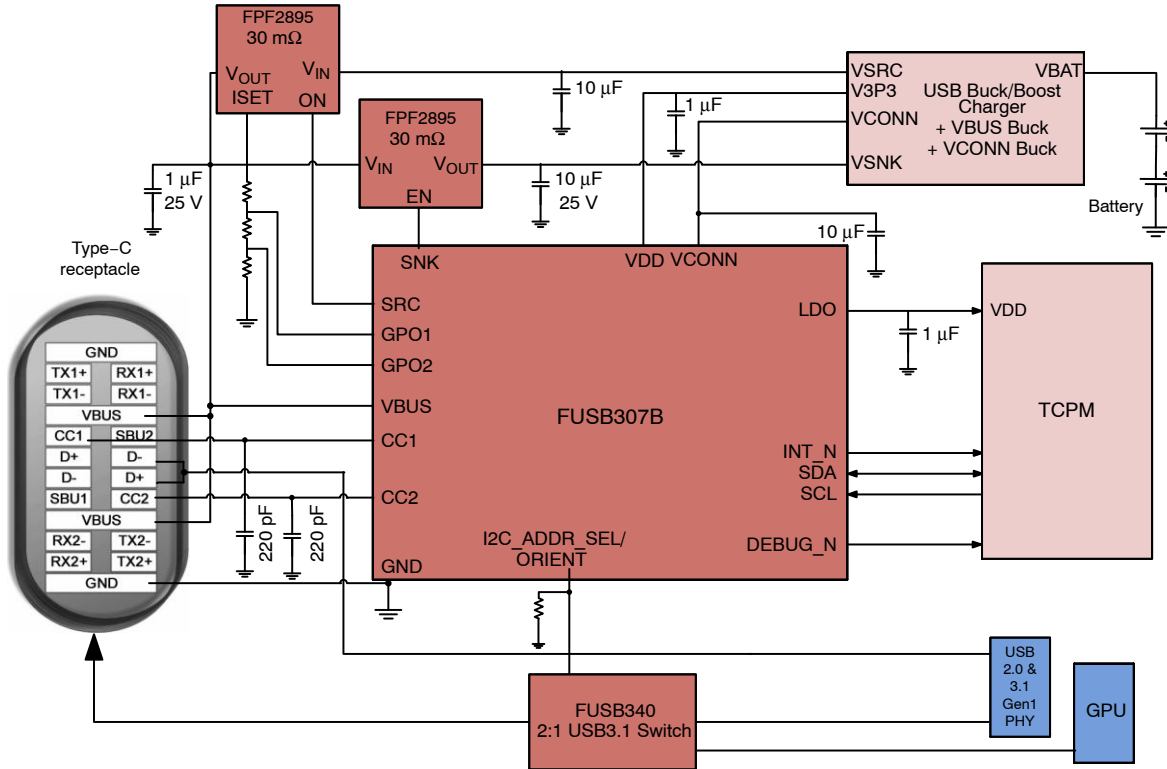 FPF2895
30 mΩ
VOUT
VIN
ISET
ON
FPF2895
30 mΩ
VIN
VOUT
EN
10 μF
1 μF
VSRC
VBAT
V3P3
USB Buck/Boost
Charger
VCONN
+ VBUS Buck
+ VCONN Buck
VSNK
1 μF
25 V
10 μF
25 V
Battery
10 μF
Type−C
receptacle
GND
TX1+
RX1+
TX1-
RX1-
VBUS
CC1
SBU2
D+
D-
D-
D+
SBU1
CC2
VBUS
RX2-
TX2-
RX2+
TX2+
GND
220 pF
220 pF
SNK
VDD
VCONN
SRC
GPO1
GPO2
VBUS
CC1
CC2
GND
FUSB307B
LDO
INT_N
SDA
SCL
DEBUG_N
I2C_ADDR_SEL/
ORIENT
1 μF
VDD
TCPM
FUSB340
2:1 USB3.1 Switch
USB
2.0 &
3.1
Gen1
PHY
GPU